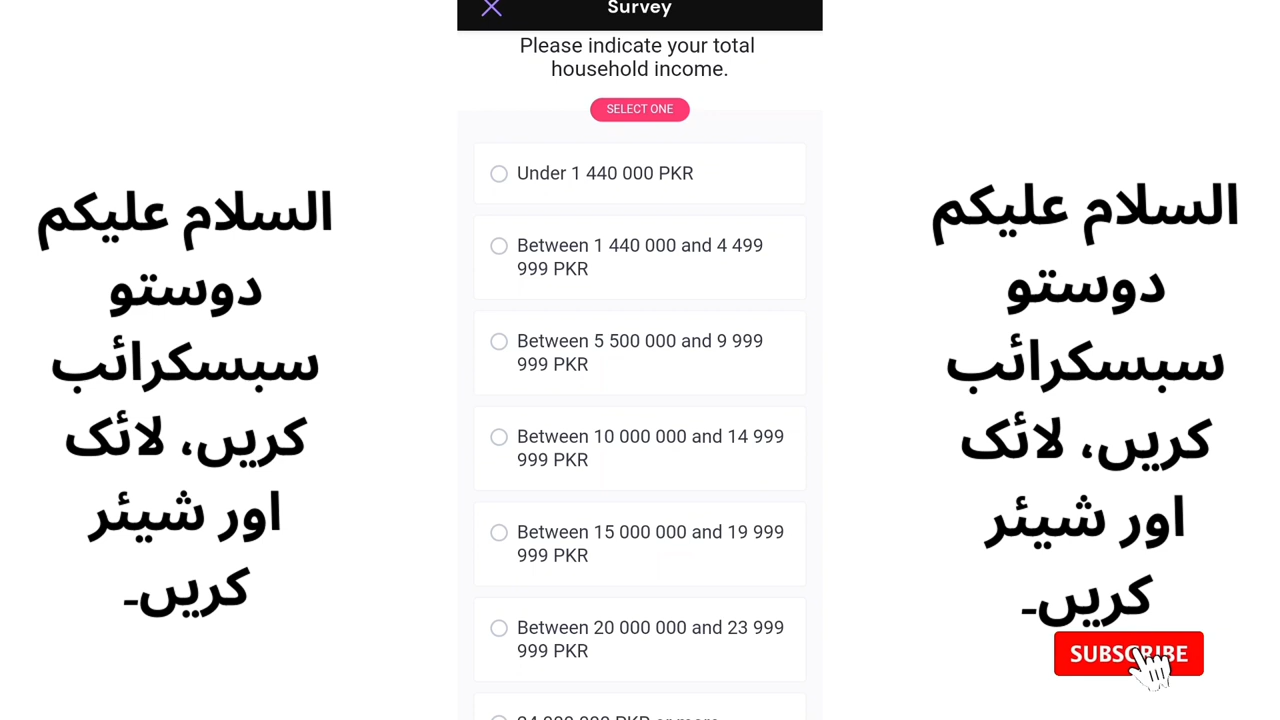 Survey
Please indicate your total
household income.
SELECT ONE
Under 1 440 000 PKR
Between 1 440 000 and 4 499
999 PKR
Between 5 500 000 and 9 999
999 PKR
Between 10 000 000 and 14 999
999 PKR
Between 15 000 000 and 19 999
999 PKR
Between 20 000 000 and 23 999
999 PKR
السلام علیکم
دوستو
سبسکرائب
کریں، لائک
اور شیئر
کریں۔
السلام علیکم
دوستو
سبسکرائب
کریں، لائک
اور شیئر
کریں۔
SUBSCRIBE